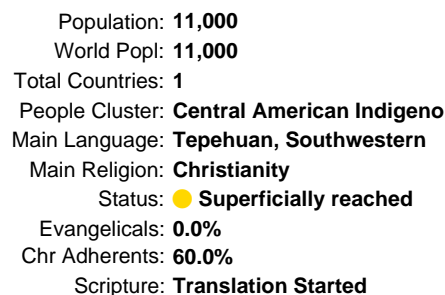 Population: 11,000
World Popl: 11,000
Total Countries: 1
People Cluster: Central American Indigeno
Main Language: Tepehuan, Southwestern
Main Religion: Christianity
Status: Superficially reached
Evangelicals: 0.0%
Chr Adherents: 60.0%
Scripture: Translation Started